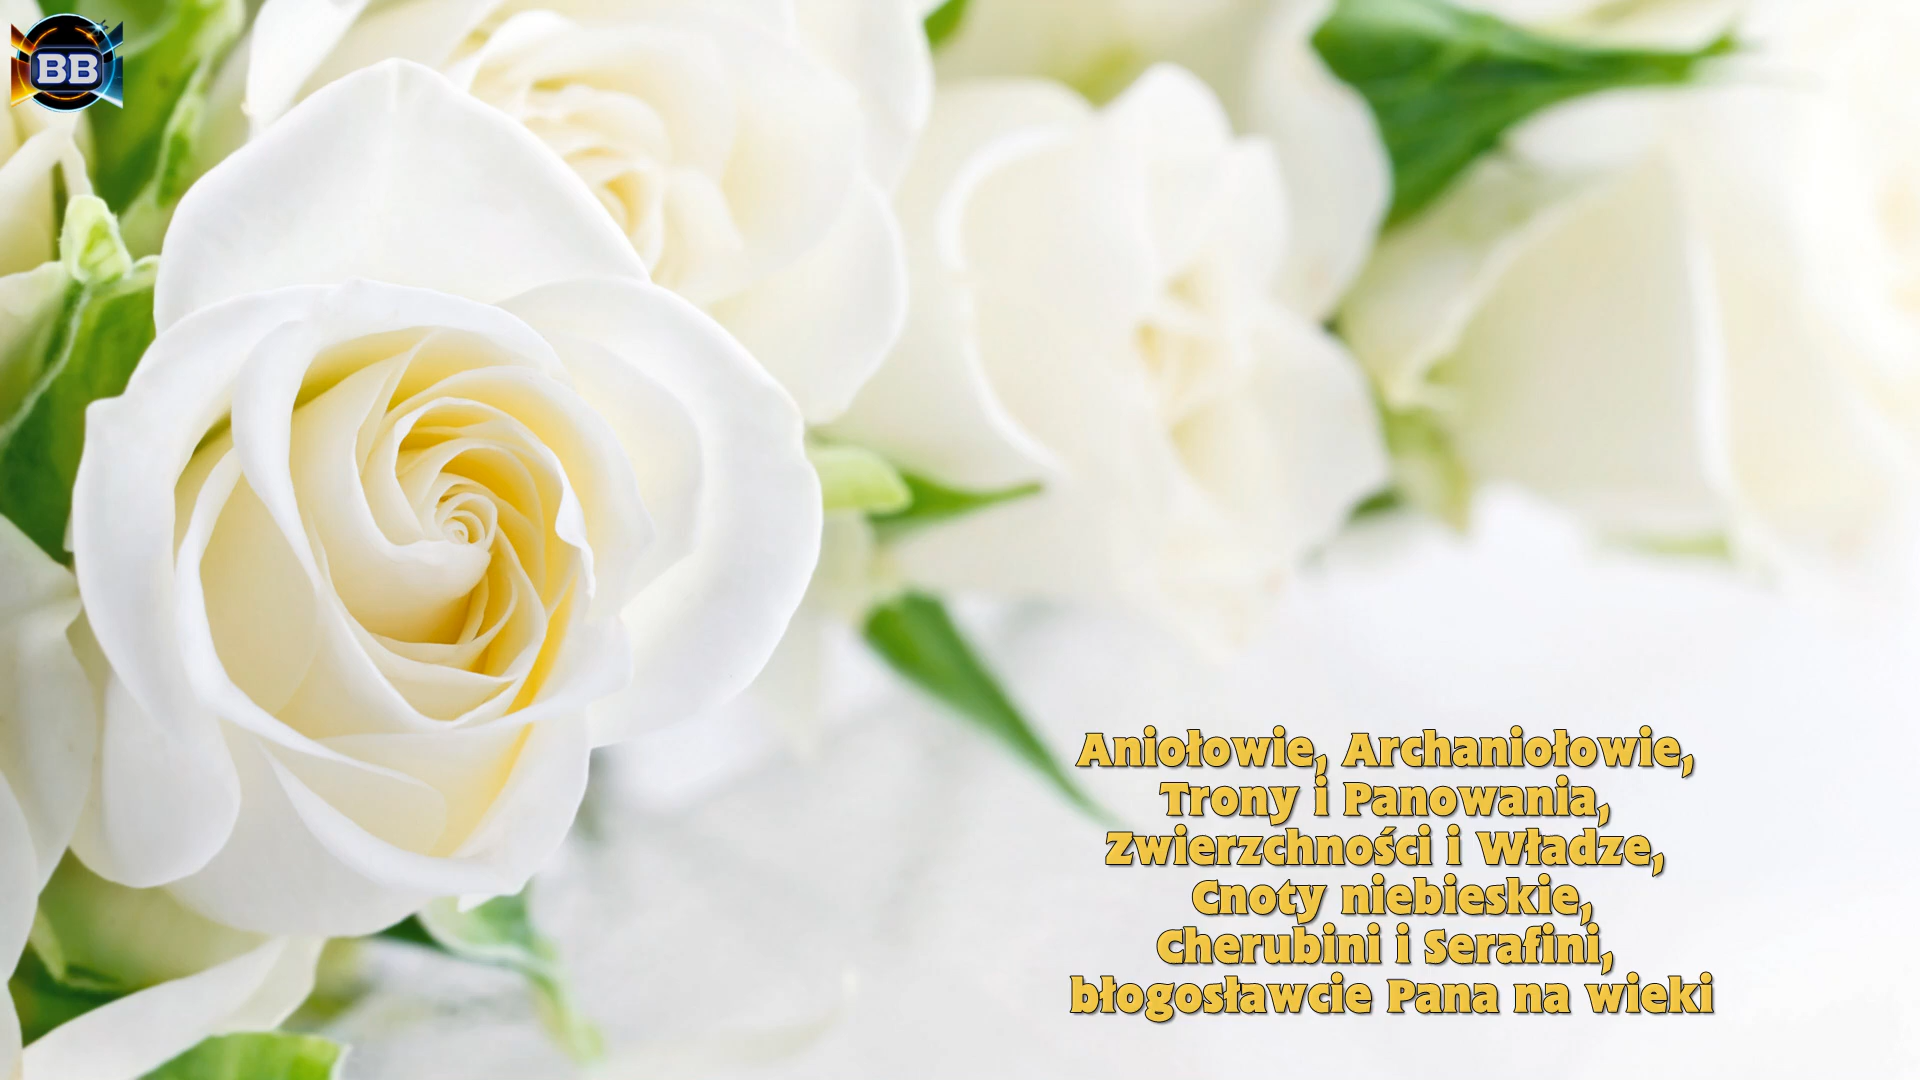 BB
Aniołowie, Archaniołowie,
Trony i Panowania,
Zwierzchności i Władze,
Cnoty niebieskie,
Cherubini i Serafini,
błogosławcie Pana na wieki